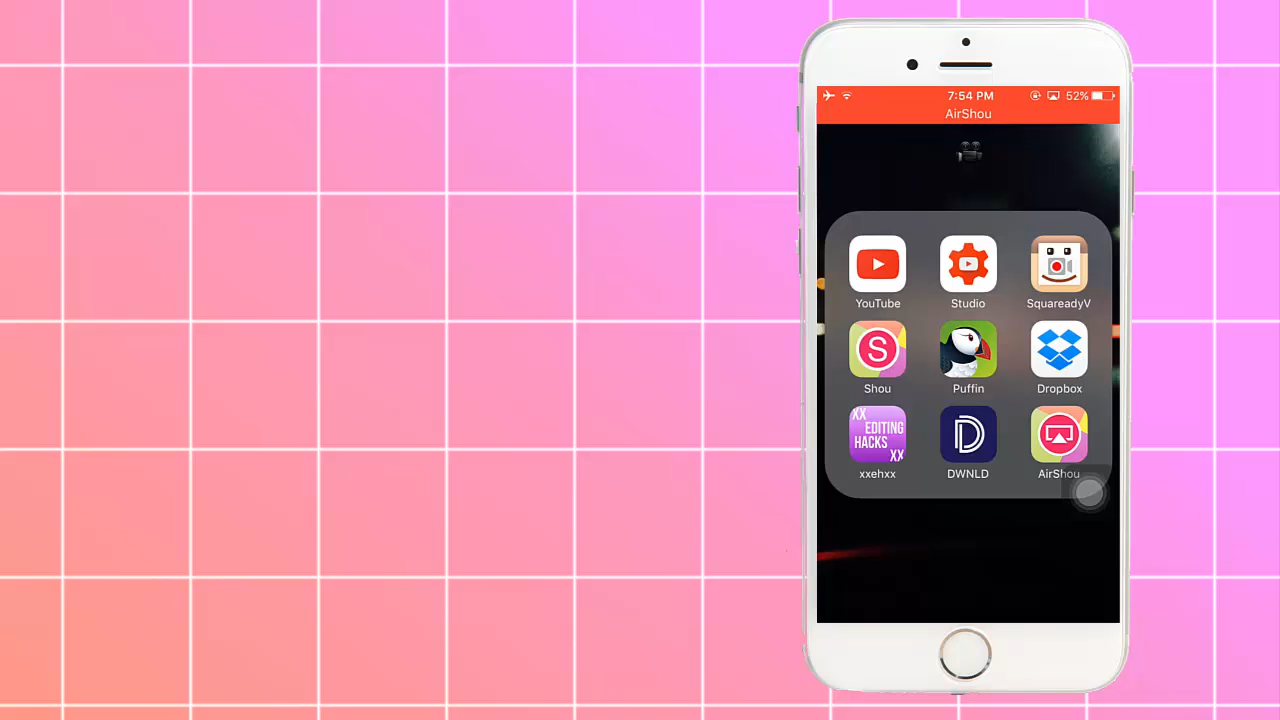 7:54 PM
52%
AirShou
YouTube
Studio
SquareadyV
S
Shou
Puffin
Dropbox
XX
EDITING
HACKS
XX
xxehxx
D
DWNLD
AirShou